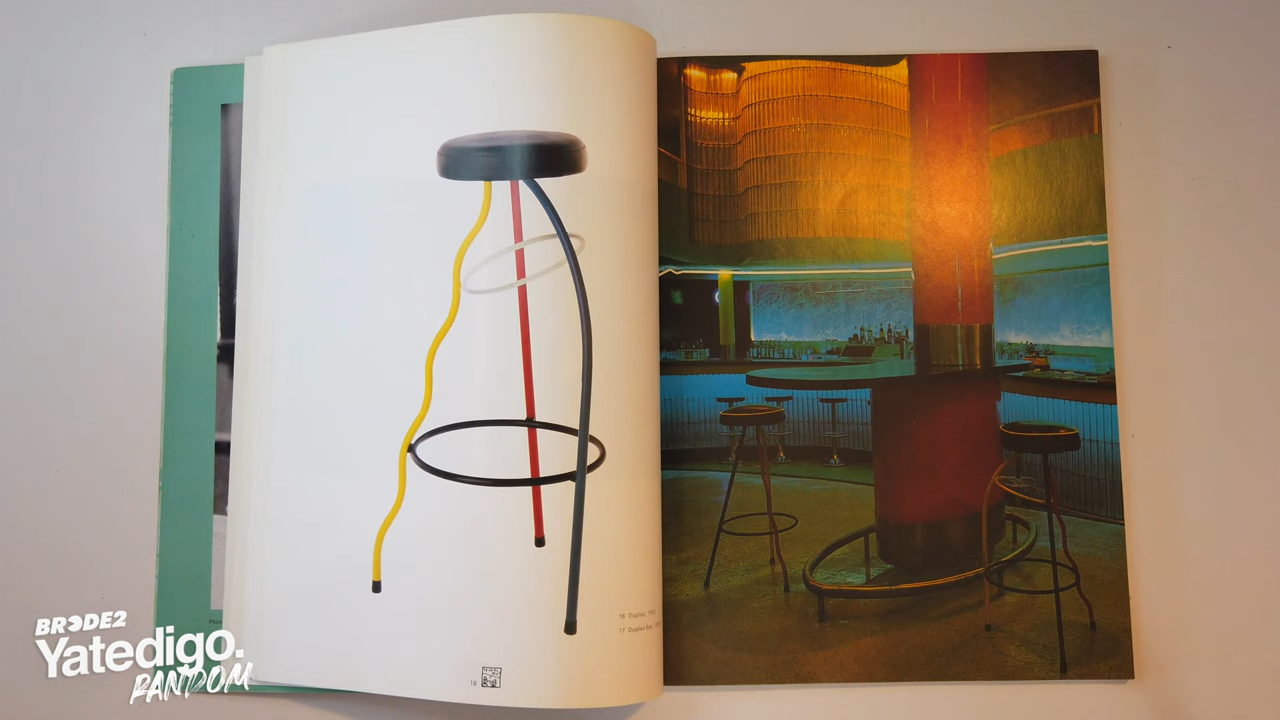 16 Duplex, 1983
17 Duplex Bar, 
18
BRODE2
Yatedigo.
RANDOM